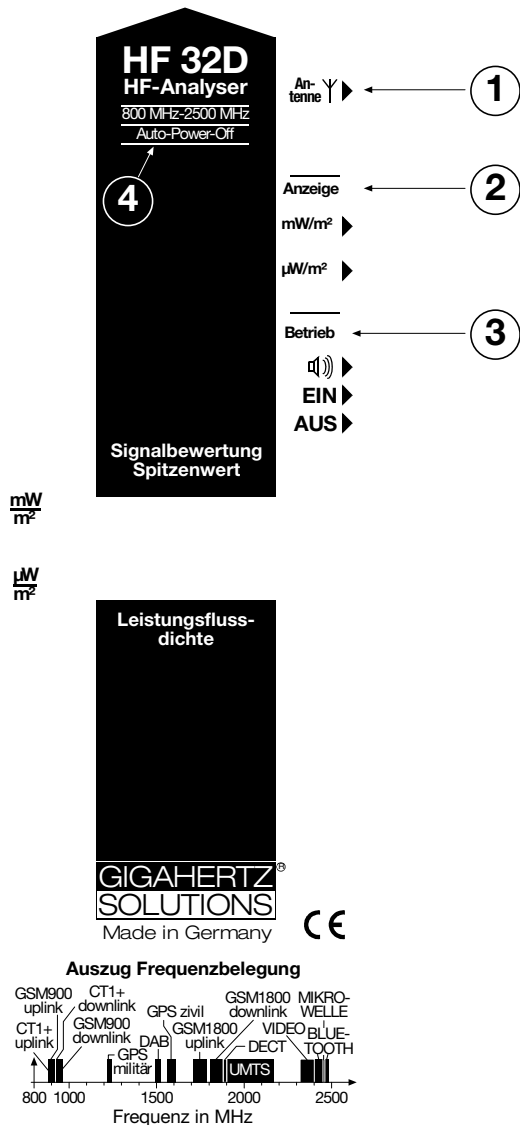 HF 32D
HF-Analyser
800 MHz-2500 MHz
Auto-Power-Off
4
An-
tenne
1
Anzeige
2
mW/m²
µW/m²
Betrieb
3
EIN
AUS
Signalbewertung
Spitzenwert
mW
m²
µW
m²
Leistungsfluss-
dichte
GIGAHERTZ®
SOLUTIONS
Made in Germany
CE
Auszug Frequenzbelegung
GSM900
uplink
CT1+
downlink
CT1+
uplink
GSM900
downlink
GPS
militär
DAB
GPS zivil
GSM1800
uplink
GSM1800
downlink
DECT
UMTS
VIDEO
MIKRO-
WELLE
BLUE-
TOOTH
800 1000 1500 2000 2500
Frequenz in MHz